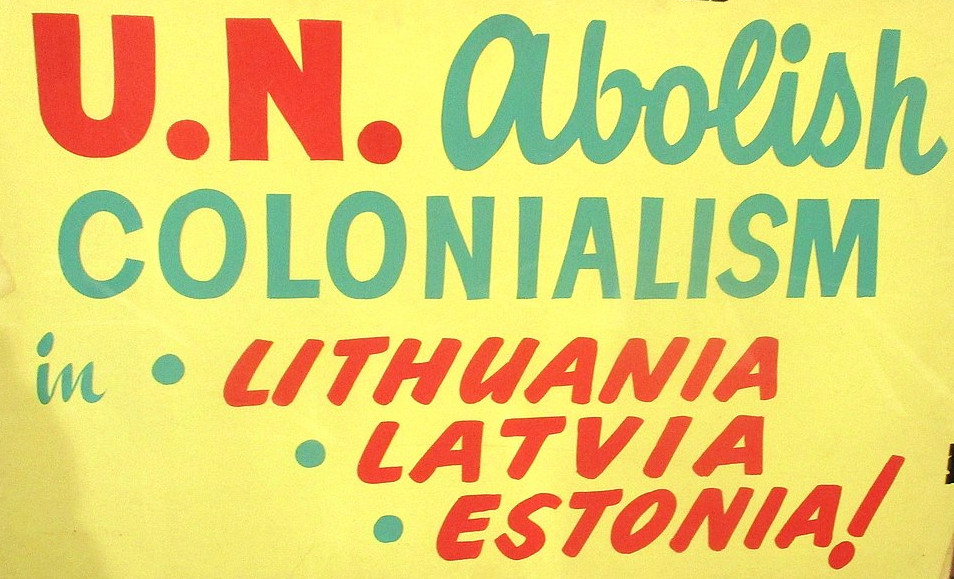 U.N. Abolish
COLONIALISM
in • LITHUANIA
• LATVIA
• ESTONIA!